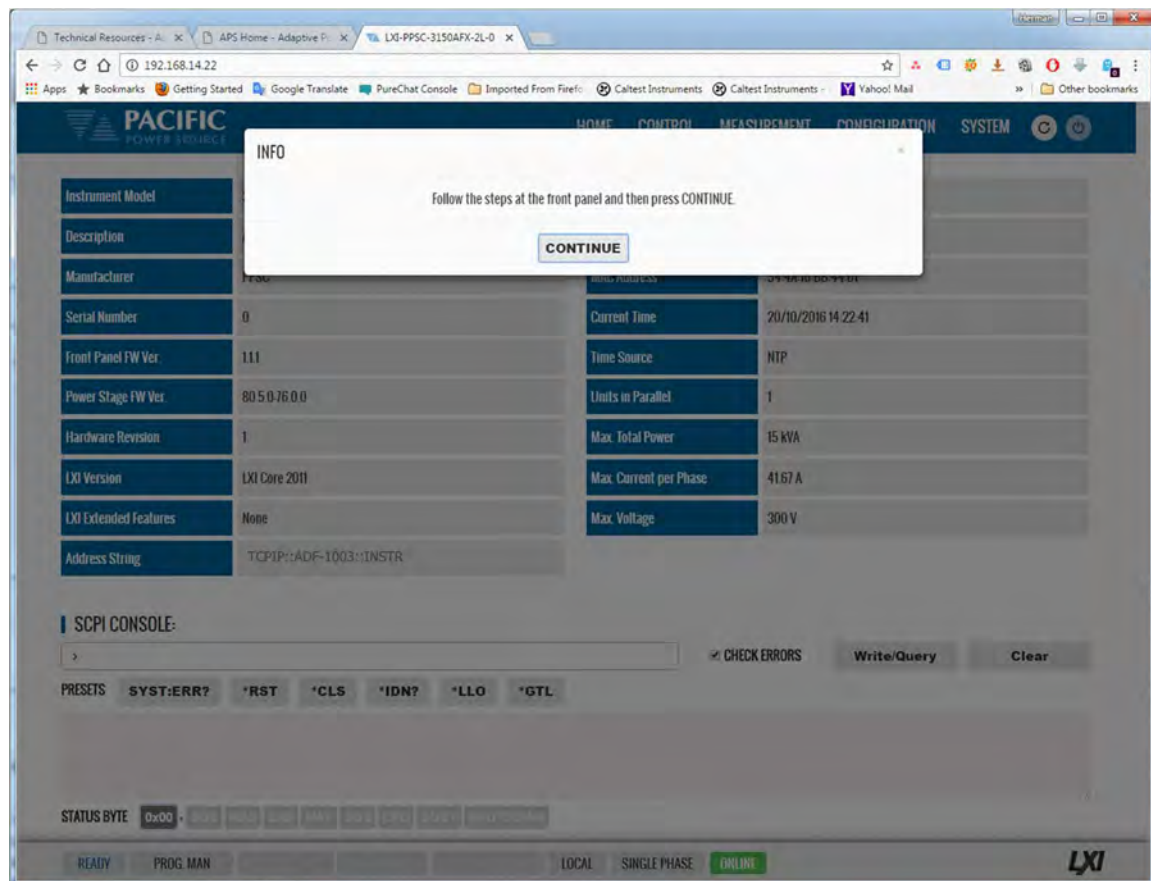 Technical Resources - A
APS Home - Adaptive P
LXI-PPSC-3150AFX-2L-0
192.168.14.22
Apps
Bookmarks
Getting Started
Google Translate
PureChat Console
Imported From Firefo
Caltest Instruments
Caltest Instruments -
Yahoo! Mail
»
Other bookmarks
PACIFIC
POWER SOURCE
HOME CONTROL MEASUREMENT CONFIGURATION SYSTEM
INFO
Follow the steps at the front panel and then press CONTINUE.
CONTINUE
Instrument Model
Description
Manufacturer PPSC MAC Address
Serial Number 0 Current Time 20/10/2016 14:22:41
Front Panel FW Ver. 1.1.1 Time Source NTP
Power Stage FW Ver. Units in Parallel 1
Hardware Revision 1 Max. Total Power 15 kVA
LXI Version LXI Core 2011 Max. Current per Phase 41.67 A
LXI Extended Features None Max. Voltage 300 V
Address String TCPIP::ADF-1003::INSTR
SCPI CONSOLE:
>
CHECK ERRORS Write/Query Clear
PRESETS SYST:ERR? *RST *CLS *IDN? *LLO *GTL
STATUS BYTE 0x00 -
READY PROG. MAN LOCAL SINGLE PHASE ONLINE LXI